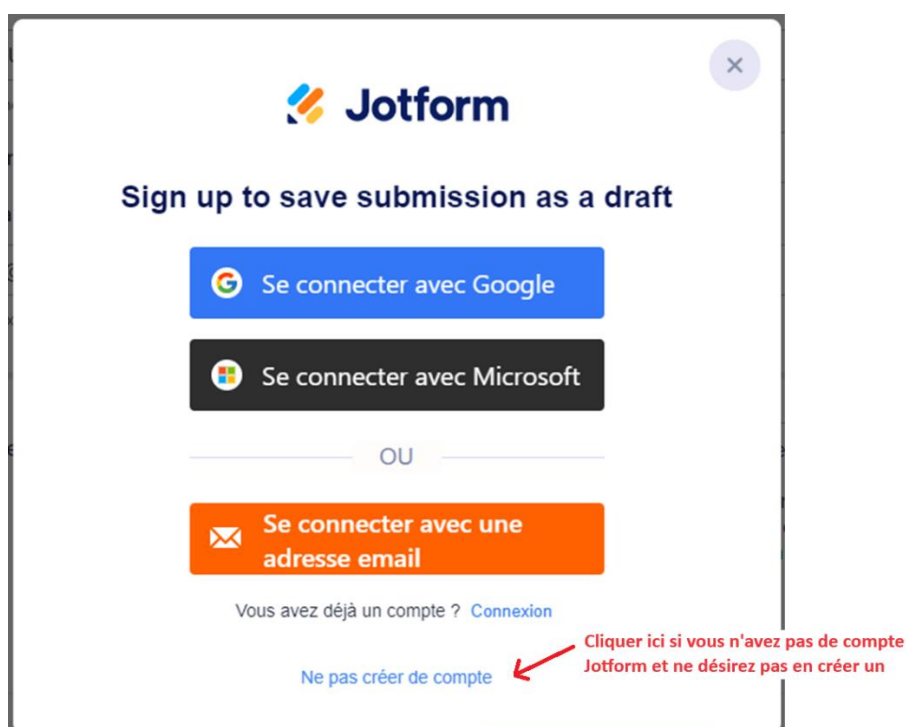 Jotform
Sign up to save submission as a draft
Se connecter avec Google
Se connecter avec Microsoft
OU
Se connecter avec une
adresse email
Vous avez déjà un compte ? Connexion
Cliquer ici si vous n'avez pas de compte
Jotform et ne désirez pas en créer un
Ne pas créer de compte